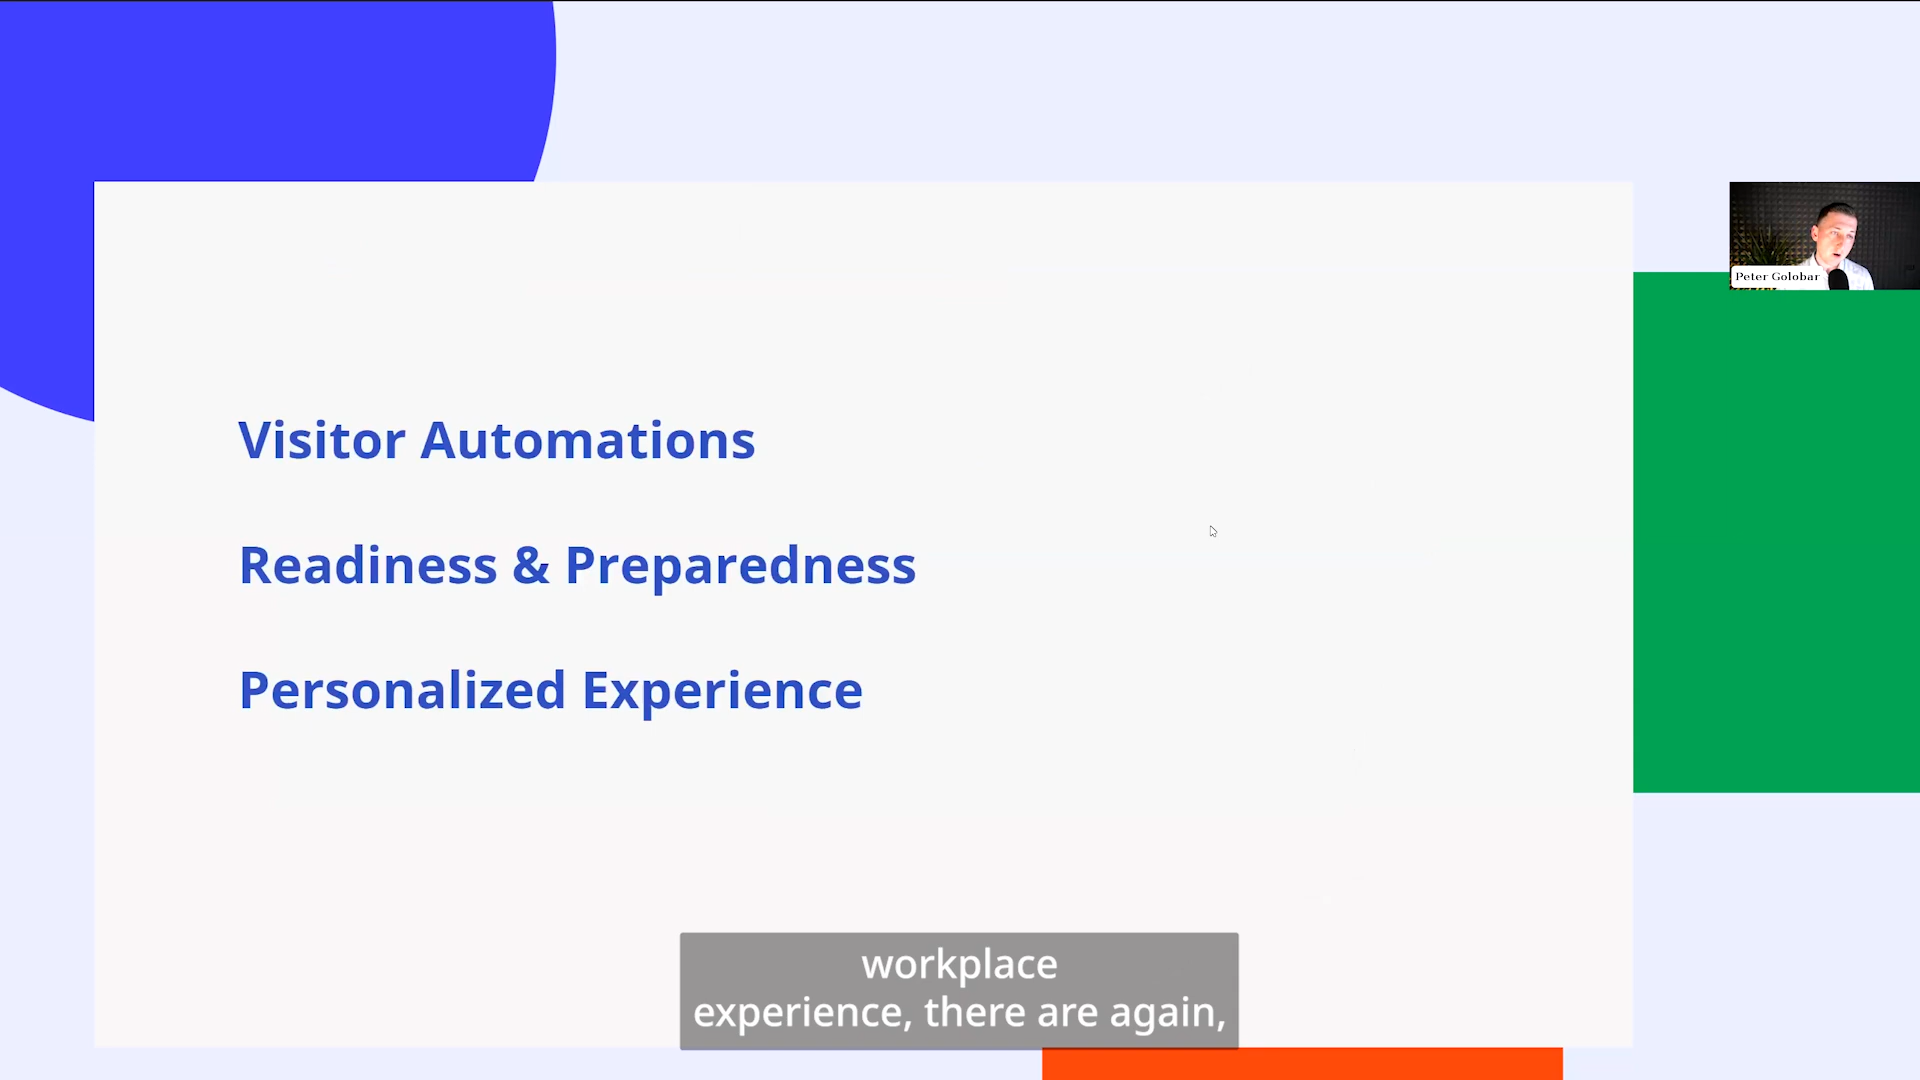 Peter Golobar
Visitor Automations
Readiness & Preparedness
Personalized Experience
workplace
experience, there are again,